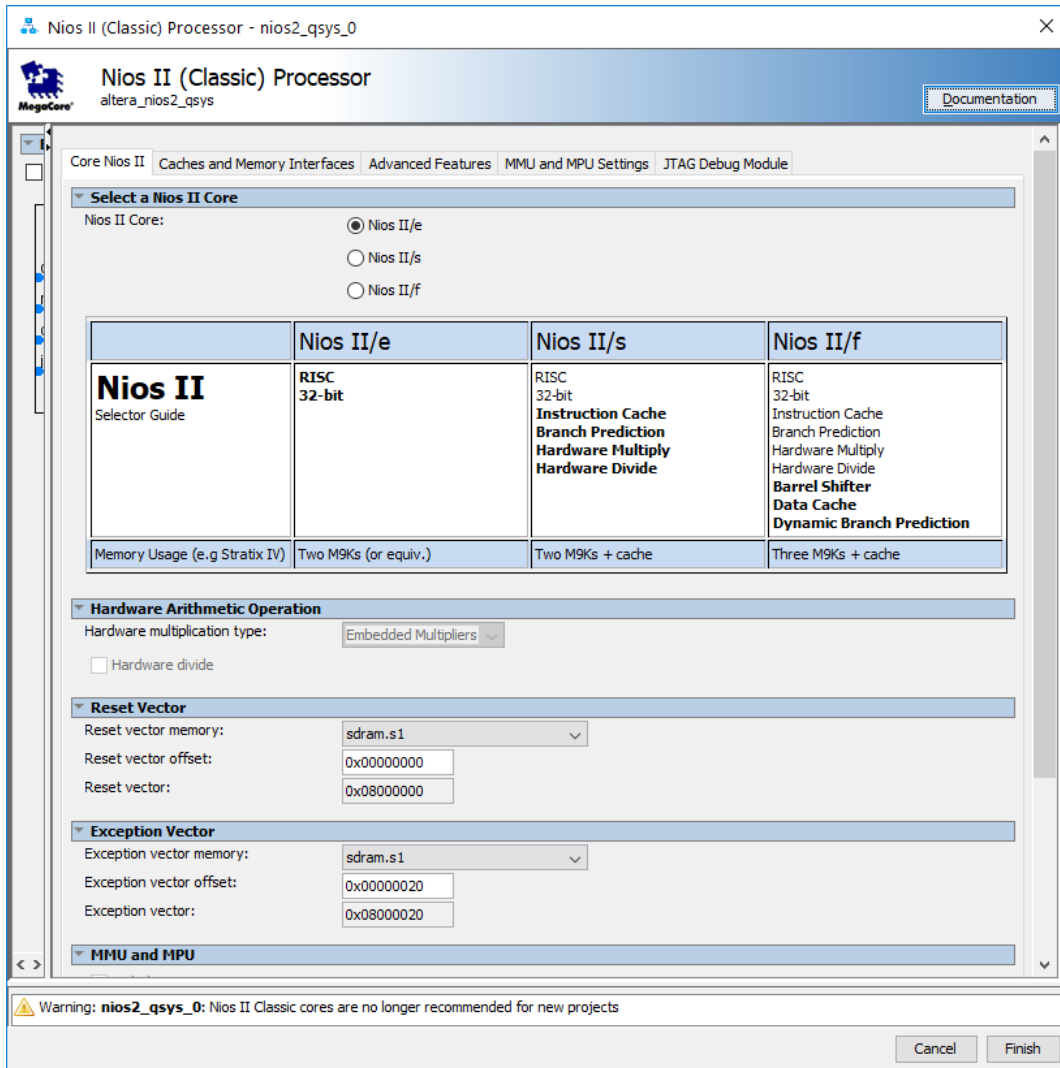 Nios II (Classic) Processor - nios2_qsys_0
Nios II (Classic) Processor
altera_nios2_qsys
MegaCore®
Documentation
Core Nios II Caches and Memory Interfaces Advanced Features MMU and MPU Settings JTAG Debug Module
Select a Nios II Core
Nios II Core:
Nios II/e
Nios II/s
Nios II/f
Nios II/e Nios II/s Nios II/f
Nios II
Selector Guide
RISC
32-bit
RISC
32-bit
Instruction Cache
Branch Prediction
Hardware Multiply
Hardware Divide
RISC
32-bit
Instruction Cache
Branch Prediction
Hardware Multiply
Hardware Divide
Barrel Shifter
Data Cache
Dynamic Branch Prediction
Memory Usage (e.g Stratix IV) Two M9Ks (or equiv.) Two M9Ks + cache Three M9Ks + cache
Hardware Arithmetic Operation
Hardware multiplication type: Embedded Multipliers
Hardware divide
Reset Vector
Reset vector memory: sdram.s1
Reset vector offset: 0x00000000
Reset vector: 0x08000000
Exception Vector
Exception vector memory: sdram.s1
Exception vector offset: 0x00000020
Exception vector: 0x08000020
MMU and MPU
Warning: nios2_qsys_0: Nios II Classic cores are no longer recommended for new projects
Cancel Finish